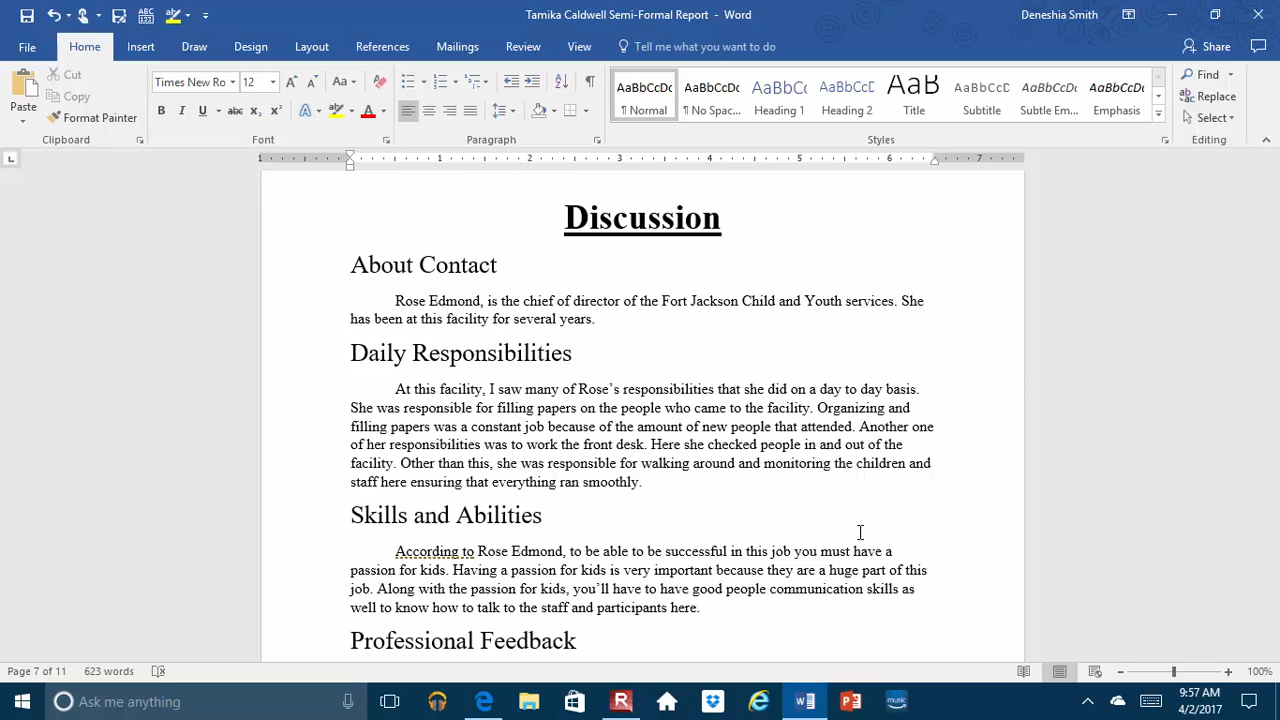 Tamika Caldwell Semi-Formal Report - Word
Deneshia Smith
File Home Insert Draw Design Layout References Mailings Review View Tell me what you want to do Share
Paste
Cut
Copy
Format Painter
Clipboard
Times New Ro 12
Font
Paragraph
AaBbCcDc AaBbCcDc AaBbCc AaBbCcD AaB AaBbCcD AaBbCcDc AaBbCcDc
¶ Normal ¶ No Spac... Heading 1 Heading 2 Title Subtitle Subtle Em... Emphasis
Styles
Find
Replace
Select
Editing
1 1 2 3 4 5 6 7
Discussion
About Contact
Rose Edmond, is the chief of director of the Fort Jackson Child and Youth services. She
has been at this facility for several years.
Daily Responsibilities
At this facility, I saw many of Rose’s responsibilities that she did on a day to day basis.
She was responsible for filling papers on the people who came to the facility. Organizing and
filling papers was a constant job because of the amount of new people that attended. Another one
of her responsibilities was to work the front desk. Here she checked people in and out of the
facility. Other than this, she was responsible for walking around and monitoring the children and
staff here ensuring that everything ran smoothly.
Skills and Abilities
According to Rose Edmond, to be able to be successful in this job you must have a
passion for kids. Having a passion for kids is very important because they are a huge part of this
job. Along with the passion for kids, you’ll have to have good people communication skills as
well to know how to talk to the staff and participants here.
Professional Feedback
Page 7 of 11 623 words 100%
Ask me anything
music
9:57 AM
4/2/2017